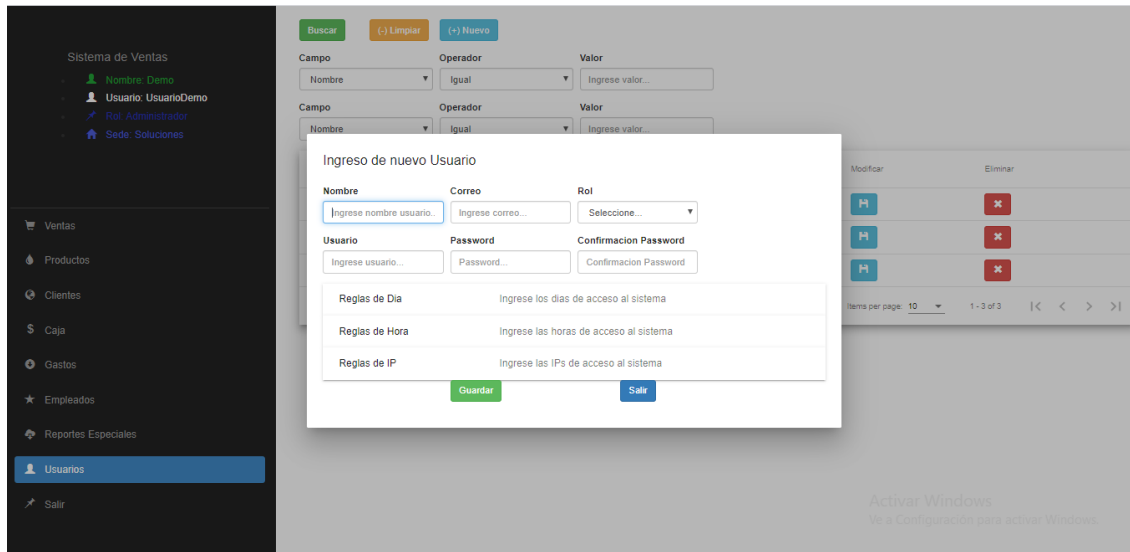 Sistema de Ventas
Nombre: Demo
Usuario: UsuarioDemo
Rol: Administrador
Sede: Soluciones
Ventas
Productos
Clientes
Caja
Gastos
Empleados
Reportes Especiales
Usuarios
Salir
Buscar (-) Limpiar (+) Nuevo
Campo Operador Valor
Nombre Igual Ingrese valor...
Campo Operador Valor
Nombre Igual Ingrese valor...
Modificar Eliminar
Items per page: 10 1 - 3 of 3
Ingreso de nuevo Usuario
Nombre Correo Rol
Ingrese nombre usuario.. Ingrese correo... Seleccione...
Usuario Password Confirmacion Password
Ingrese usuario... Password... Confirmacion Password
Reglas de Dia Ingrese los dias de acceso al sistema
Reglas de Hora Ingrese las horas de acceso al sistema
Reglas de IP Ingrese las IPs de acceso al sistema
Guardar Salir
Activar Windows
Ve a Configuración para activar Windows.